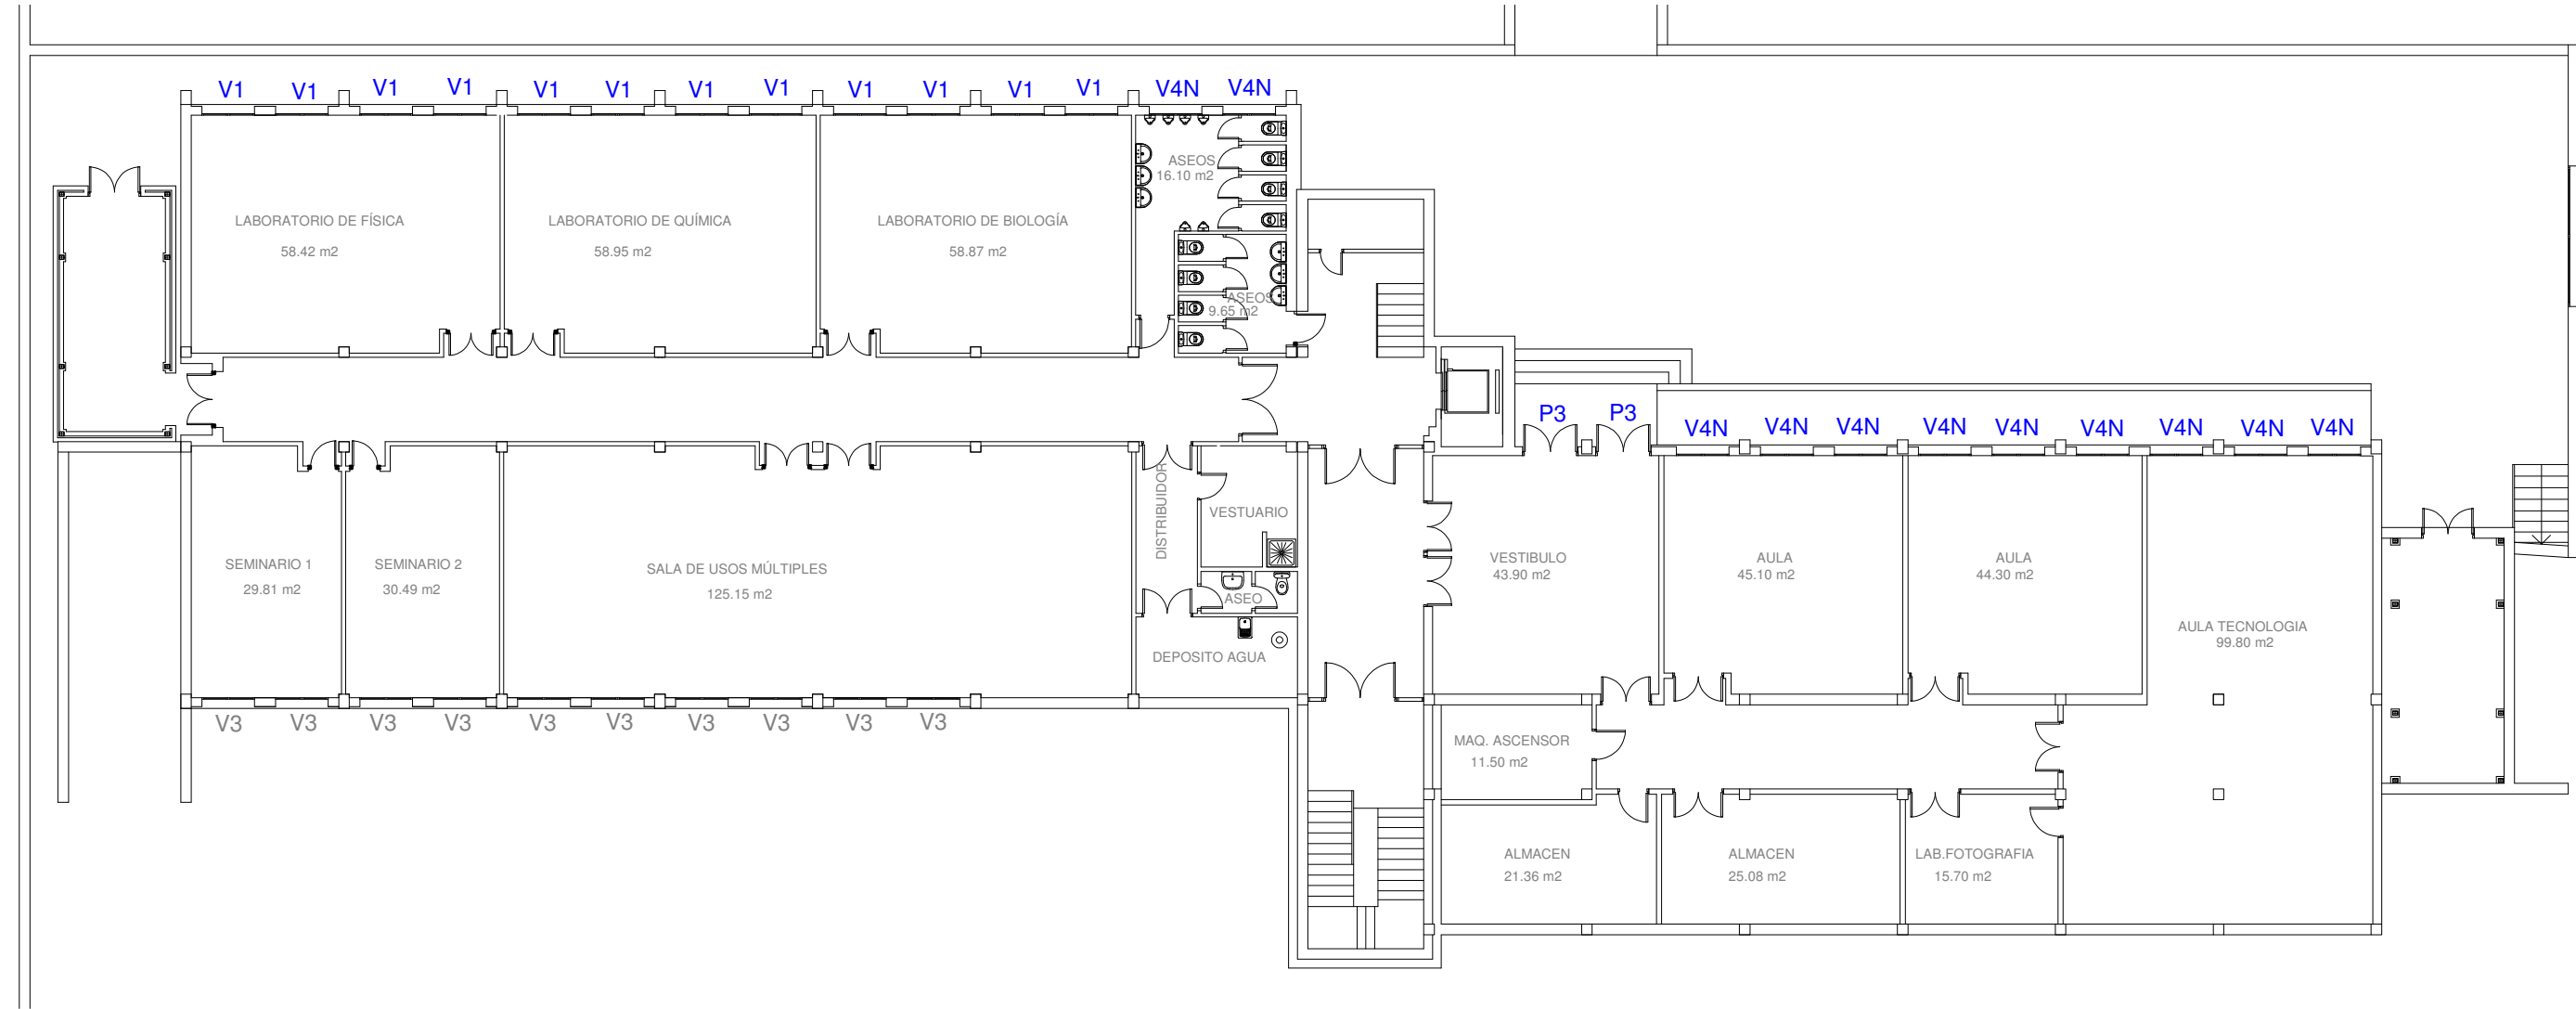 V1 V1 V1 V1 V1 V1 V1 V1 V1 V1 V1 V1 V4N V4N
ASEOS
16.10 m2
LABORATORIO DE FÍSICA
58.42 m2
LABORATORIO DE QUÍMICA
58.95 m2
LABORATORIO DE BIOLOGÍA
58.87 m2
ASEOS
9.65 m2
P3 P3 V4N V4N V4N V4N V4N V4N V4N V4N V4N
SEMINARIO 1
29.81 m2
SEMINARIO 2
30.49 m2
SALA DE USOS MÚLTIPLES
125.15 m2
DISTRIBUIDOR
VESTUARIO
ASEO
DEPOSITO AGUA
VESTIBULO
43.90 m2
AULA
45.10 m2
AULA
44.30 m2
AULA TECNOLOGIA
99.80 m2
V3 V3 V3 V3 V3 V3 V3 V3 V3 V3
MAQ. ASCENSOR
11.50 m2
ALMACEN
21.36 m2
ALMACEN
25.08 m2
LAB.FOTOGRAFIA
15.70 m2